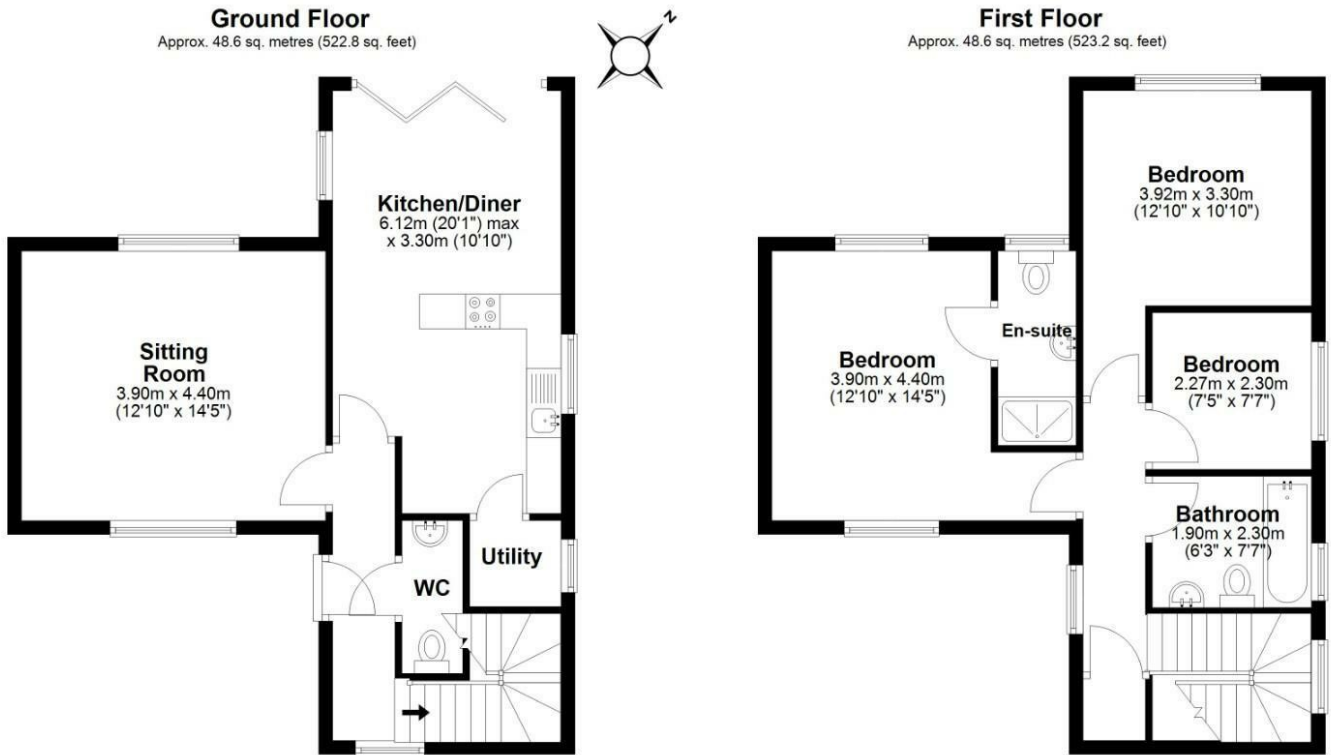 Ground Floor
Approx. 48.6 sq. metres (522.8 sq. feet)
N
Kitchen/Diner
6.12m (20'1") max
x 3.30m (10'10")
Sitting
Room
3.90m x 4.40m
(12'10" x 14'5")
Utility
WC
First Floor
Approx. 48.6 sq. metres (523.2 sq. feet)
Bedroom
3.92m x 3.30m
(12'10" x 10'10")
En-suite
Bedroom
3.90m x 4.40m
(12'10" x 14'5")
Bedroom
2.27m x 2.30m
(7'5" x 7'7")
Bathroom
1.90m x 2.30m
(6'3" x 7'7")